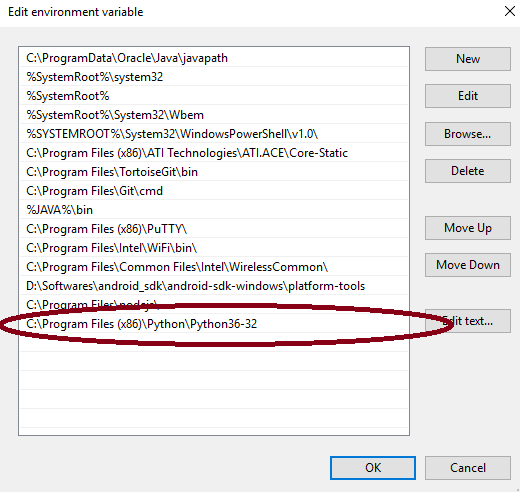 Edit environment variable
C:\ProgramData\Oracle\Java\javapath
%SystemRoot%\system32
%SystemRoot%
%SystemRoot%\System32\Wbem
%SYSTEMROOT%\System32\WindowsPowerShell\v1.0\
C:\Program Files (x86)\ATI Technologies\ATI.ACE\Core-Static
C:\Program Files\TortoiseGit\bin
C:\Program Files\Git\cmd
%JAVA%\bin
C:\Program Files (x86)\PuTTY\
C:\Program Files\Intel\WiFi\bin\
C:\Program Files\Common Files\Intel\WirelessCommon\
D:\Softwares\android_sdk\android-sdk-windows\platform-tools
C:\Program Files\nodejs\
C:\Program Files (x86)\Python\Python36-32
New
Edit
Browse...
Delete
Move Up
Move Down
Edit text...
OK
Cancel